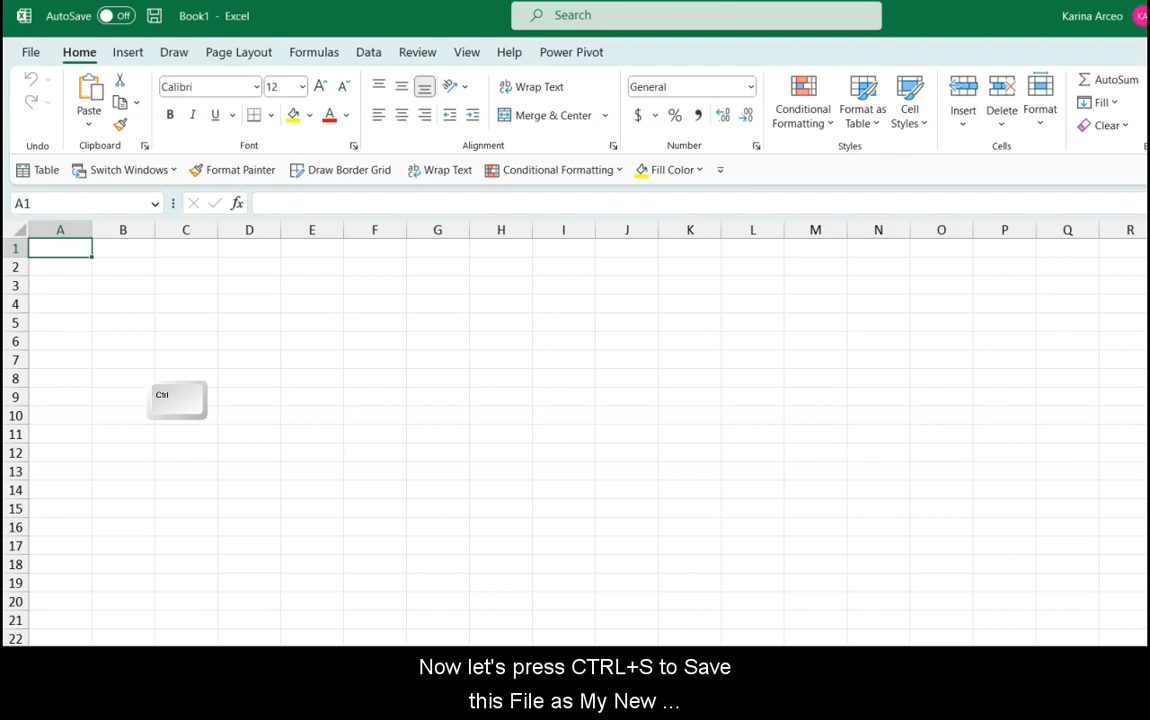 AutoSave Off Book1 - Excel Search Karina Arceo
File Home Insert Draw Page Layout Formulas Data Review View Help Power Pivot
Calibri 12 Wrap Text General AutoSum
Paste B I U Merge & Center $ % Conditional Formatting Format as Table Cell Styles Insert Delete Format Fill
Clear
Undo Clipboard Font Alignment Number Styles Cells
Table Switch Windows Format Painter Draw Border Grid Wrap Text Conditional Formatting Fill Color
A1 fx
A B C D E F G H I J K L M N O P Q R
1
2
3
4
5
6
7
8
9
Ctrl
10
11
12
13
14
15
16
17
18
19
20
21
22
Now let's press CTRL+S to Save
this File as My New ...